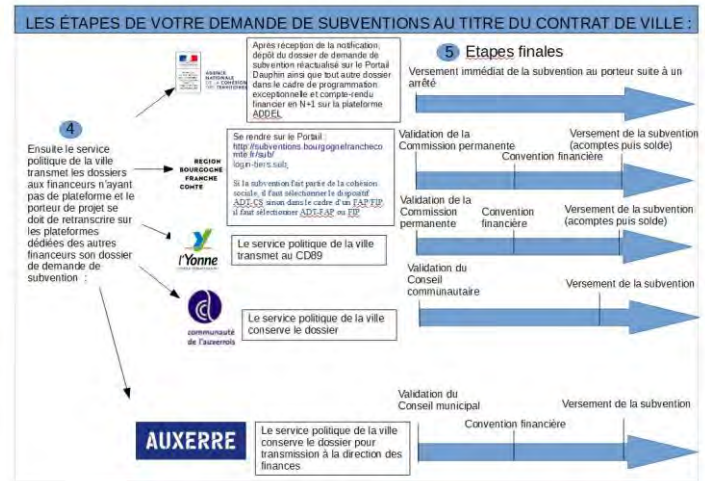 LES ÉTAPES DE VOTRE DEMANDE DE SUBVENTIONS AU TITRE DU CONTRAT DE VILLE :
4
Ensuite le service
politique de la ville
transmet les dossiers
aux financeurs n'ayant
pas de plateforme et le
porteur de projet se
doit de retranscrire sur
les plateformes
dédiées des autres
financeurs son dossier
de demande de
subvention :
AGENCE
NATIONALE
DE LA COHÉSION
DES TERRITOIRES
Après réception de la notification,
dépôt du dossier de demande de
subvention réactualisé sur le Portail
Dauphin ainsi que tout autre dossier
dans le cadre de programmation
exceptionnelle et compte-rendu
financier en N+1 sur la plateforme
ADDEL
5 Etapes finales
Versement immédiat de la subvention au porteur suite à un
arrêté
REGION
BOURGOGNE
FRANCHE
COMTE
Se rendre sur le Portail :
http://subventions.bourgognefrancheco
mte.fr/sub/
login-tiers.sub,
Si la subvention fait partie de la cohésion
sociale, il faut sélectionner le dispositif
ADT-CS sinon dans le cadre d'un FAP/FIP,
il faut sélectionner ADT-FAP ou FIP
Validation de la
Commission permanente
Convention financière
Versement de la subvention
(acomptes puis solde)
l'Yonne
Le service politique de la ville
transmet au CD89
Validation de la
Commission
permanente
Convention
financière
Versement de la subvention
(acomptes puis solde)
communauté
de l'auxerrois
Le service politique de la ville
conserve le dossier
Validation du
Conseil
communautaire
Versement de la subvention
AUXERRE
Le service politique de la ville
conserve le dossier pour
transmission à la direction des
finances
Validation du
Conseil municipal
Convention financière
Versement de la subvention